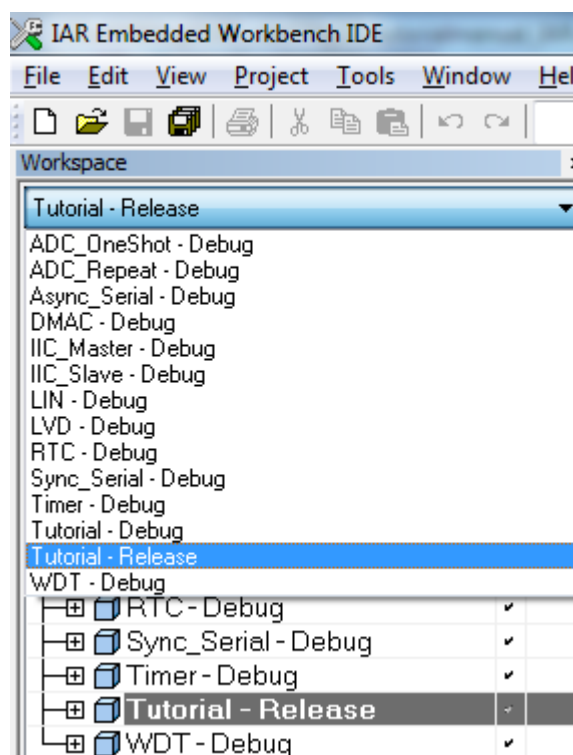 IAR Embedded Workbench IDE
File Edit View Project Tools Window Hel
Workspace
Tutorial - Release
ADC_OneShot - Debug
ADC_Repeat - Debug
Async_Serial - Debug
DMAC - Debug
IIC_Master - Debug
IIC_Slave - Debug
LIN - Debug
LVD - Debug
RTC - Debug
Sync_Serial - Debug
Timer - Debug
Tutorial - Debug
Tutorial - Release
WDT - Debug
RTC - Debug
Sync_Serial - Debug
Timer - Debug
Tutorial - Release
WDT - Debug